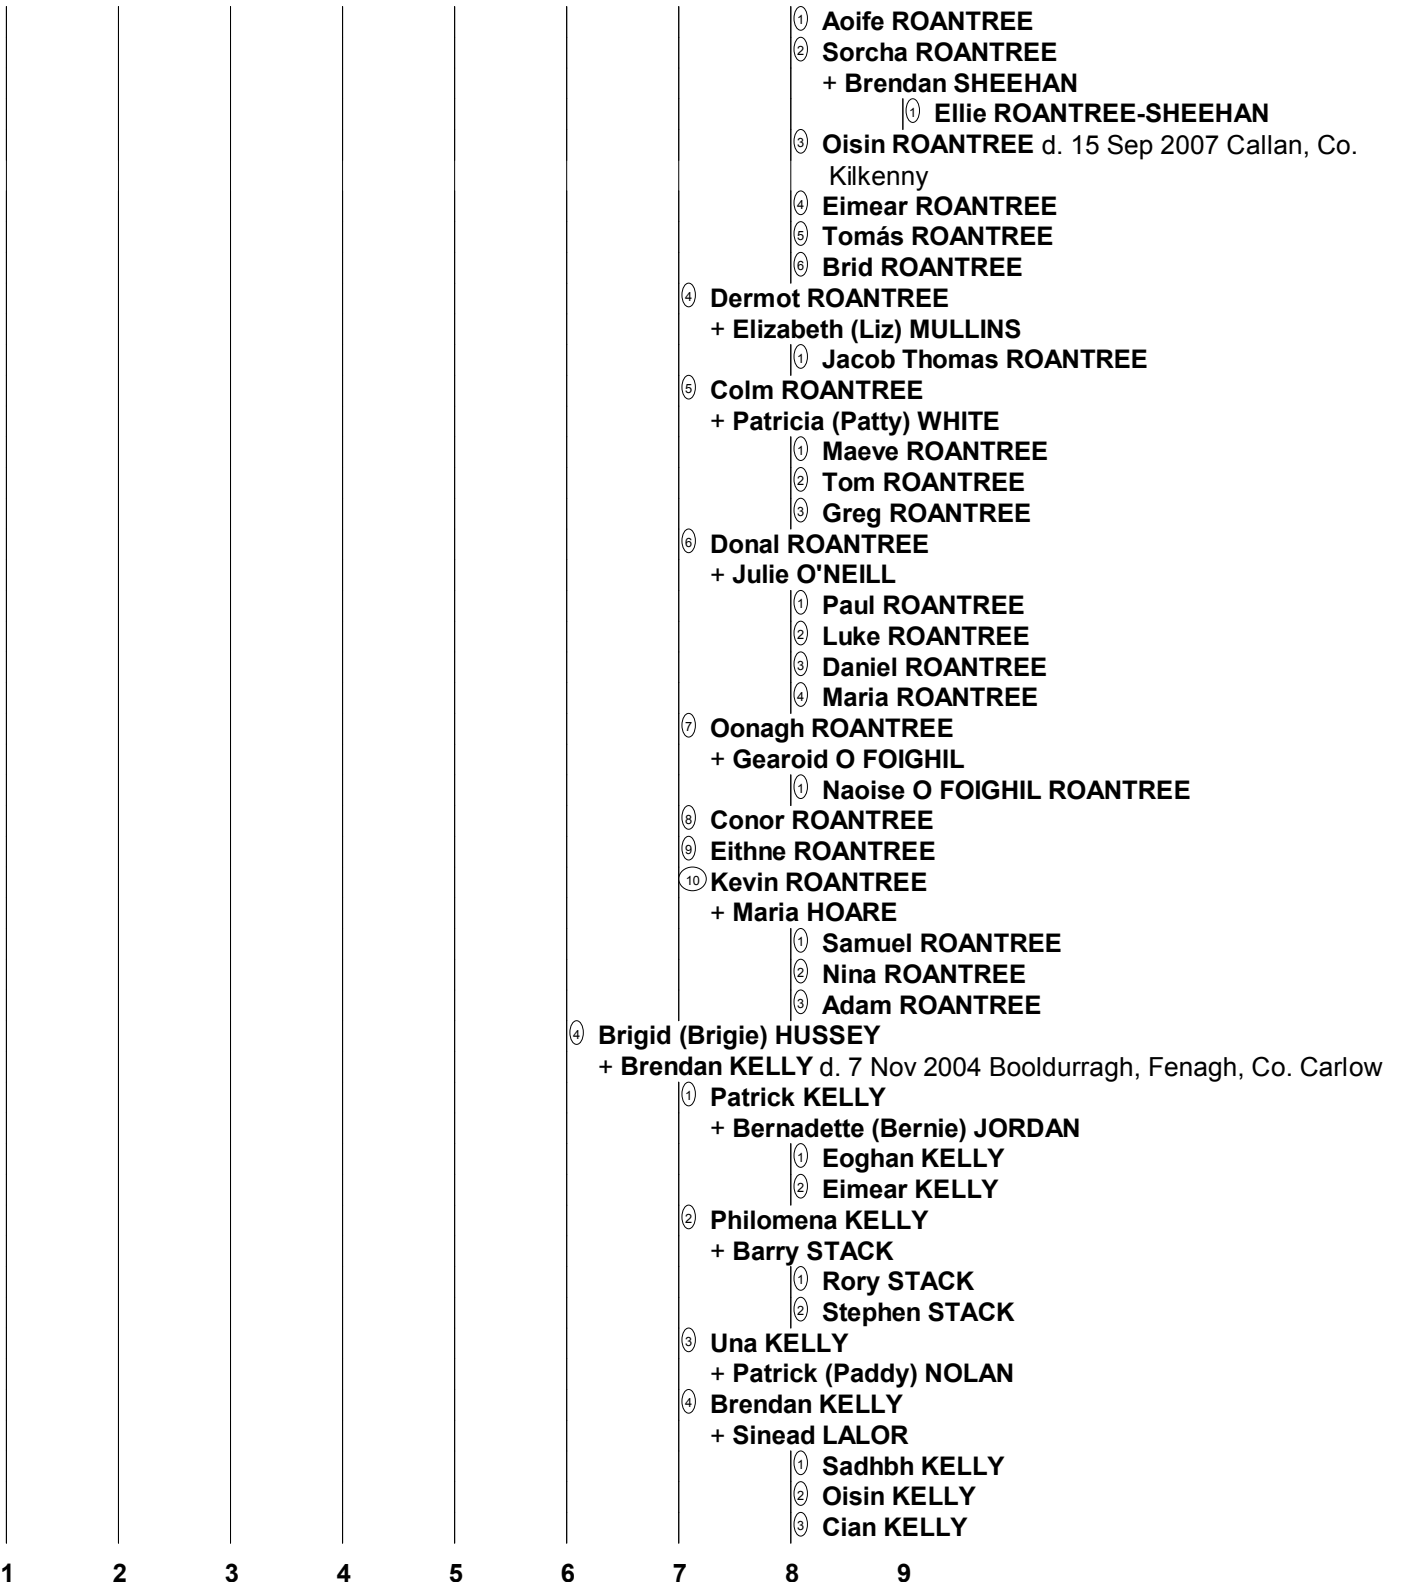 ① Aoife ROANTREE
② Sorcha ROANTREE
+ Brendan SHEEHAN
① Ellie ROANTREE-SHEEHAN
③ Oisin ROANTREE d. 15 Sep 2007 Callan, Co.
Kilkenny
④ Eimear ROANTREE
⑤ Tomás ROANTREE
⑥ Brid ROANTREE
④ Dermot ROANTREE
+ Elizabeth (Liz) MULLINS
① Jacob Thomas ROANTREE
⑤ Colm ROANTREE
+ Patricia (Patty) WHITE
① Maeve ROANTREE
② Tom ROANTREE
③ Greg ROANTREE
⑥ Donal ROANTREE
+ Julie O'NEILL
① Paul ROANTREE
② Luke ROANTREE
③ Daniel ROANTREE
④ Maria ROANTREE
⑦ Oonagh ROANTREE
+ Gearoid O FOIGHIL
① Naoise O FOIGHIL ROANTREE
⑧ Conor ROANTREE
⑨ Eithne ROANTREE
⑩ Kevin ROANTREE
+ Maria HOARE
① Samuel ROANTREE
② Nina ROANTREE
③ Adam ROANTREE
④ Brigid (Brigie) HUSSEY
+ Brendan KELLY d. 7 Nov 2004 Booldurragh, Fenagh, Co. Carlow
① Patrick KELLY
+ Bernadette (Bernie) JORDAN
① Eoghan KELLY
② Eimear KELLY
② Philomena KELLY
+ Barry STACK
① Rory STACK
② Stephen STACK
③ Una KELLY
+ Patrick (Paddy) NOLAN
④ Brendan KELLY
+ Sinead LALOR
① Sadhbh KELLY
② Oisin KELLY
③ Cian KELLY
1 2 3 4 5 6 7 8 9